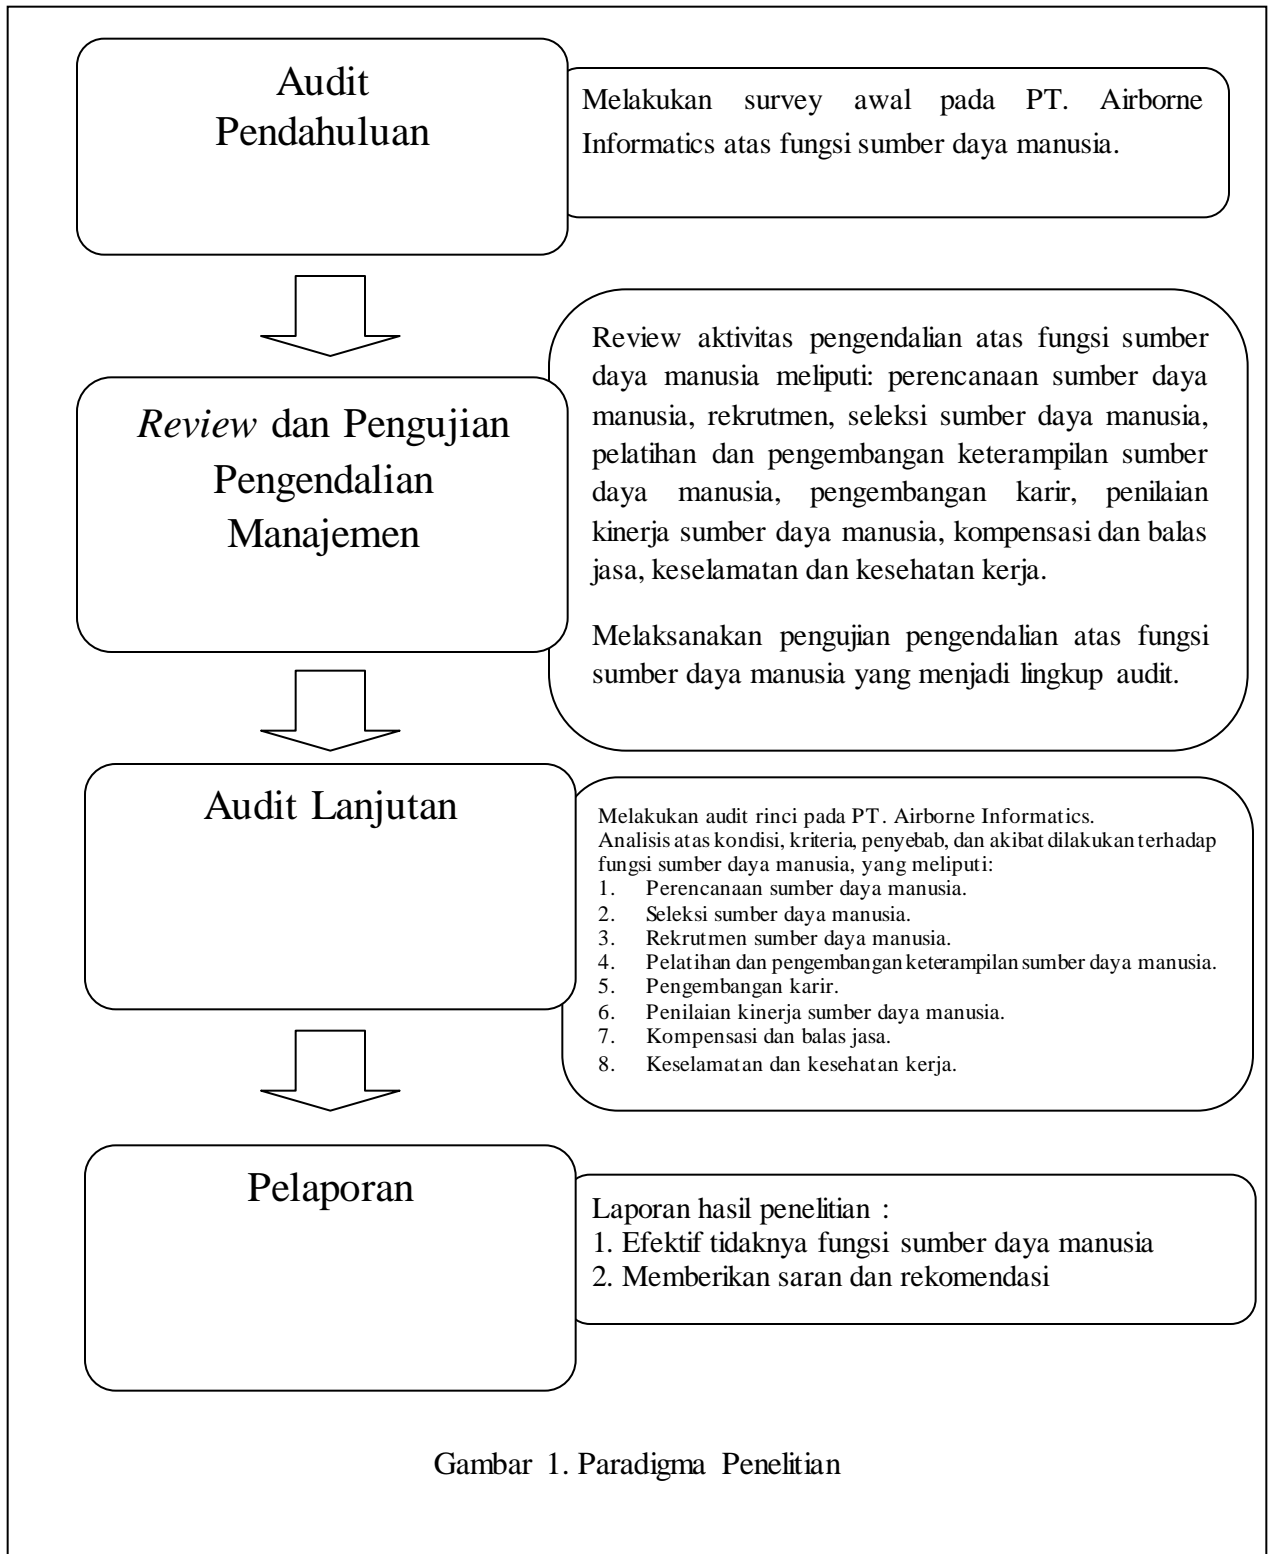 Audit
Pendahuluan
Melakukan survey awal pada PT. Airborne
Informatics atas fungsi sumber daya manusia.
Review dan Pengujian
Pengendalian
Manajemen
Review aktivitas pengendalian atas fungsi sumber
daya manusia meliputi: perencanaan sumber daya
manusia, rekrutmen, seleksi sumber daya manusia,
pelatihan dan pengembangan keterampilan sumber
daya manusia, pengembangan karir, penilaian
kinerja sumber daya manusia, kompensasi dan balas
jasa, keselamatan dan kesehatan kerja.
Melaksanakan pengujian pengendalian atas fungsi
sumber daya manusia yang menjadi lingkup audit.
Audit Lanjutan
Melakukan audit rinci pada PT. Airborne Informatics.
Analisis atas kondisi, kriteria, penyebab, dan akibat dilakukan terhadap
fungsi sumber daya manusia, yang meliputi:
1. Perencanaan sumber daya manusia.
2. Seleksi sumber daya manusia.
3. Rekrutmen sumber daya manusia.
4. Pelatihan dan pengembangan keterampilan sumber daya manusia.
5. Pengembangan karir.
6. Penilaian kinerja sumber daya manusia.
7. Kompensasi dan balas jasa.
8. Keselamatan dan kesehatan kerja.
Pelaporan
Laporan hasil penelitian :
1. Efektif tidaknya fungsi sumber daya manusia
2. Memberikan saran dan rekomendasi
Gambar 1. Paradigma Penelitian